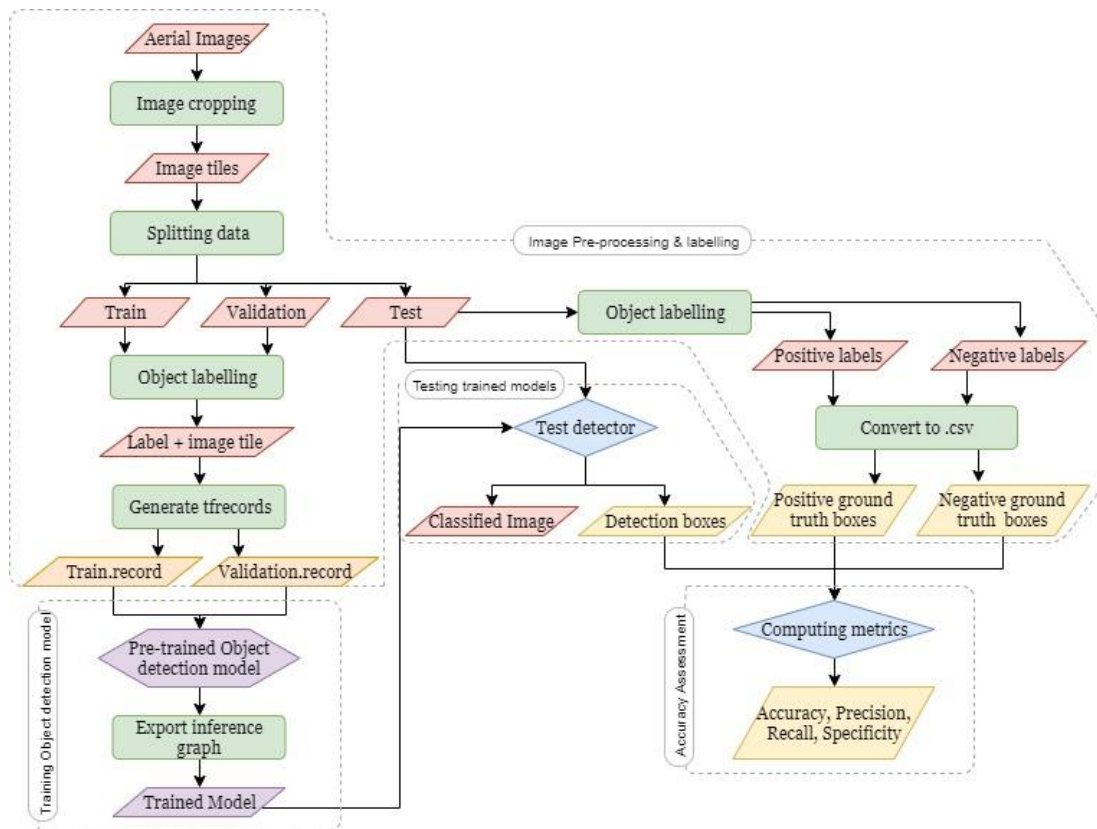 Aerial Images
Image cropping
Image tiles
Splitting data
Image Pre-processing & labelling
Train
Validation
Test
Object labelling
Positive labels
Negative labels
Object labelling
Testing trained models
Test detector
Convert to .csv
Label + image tile
Generate tfrecords
Classified Image
Detection boxes
Positive ground
truth boxes
Negative ground
truth boxes
Train.record
Validation.record
Training Object detection model
Pre-trained Object
detection model
Export inference
graph
Trained Model
Accuracy Assessment
Computing metrics
Accuracy, Precision,
Recall, Specificity